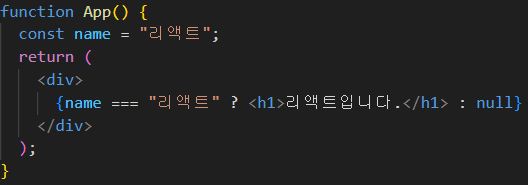 function App() {
  const name = "리액트";
  return (
    <div>
      {name === "리액트" ? <h1>리액트입니다.</h1> : null}
    </div>
  );
}